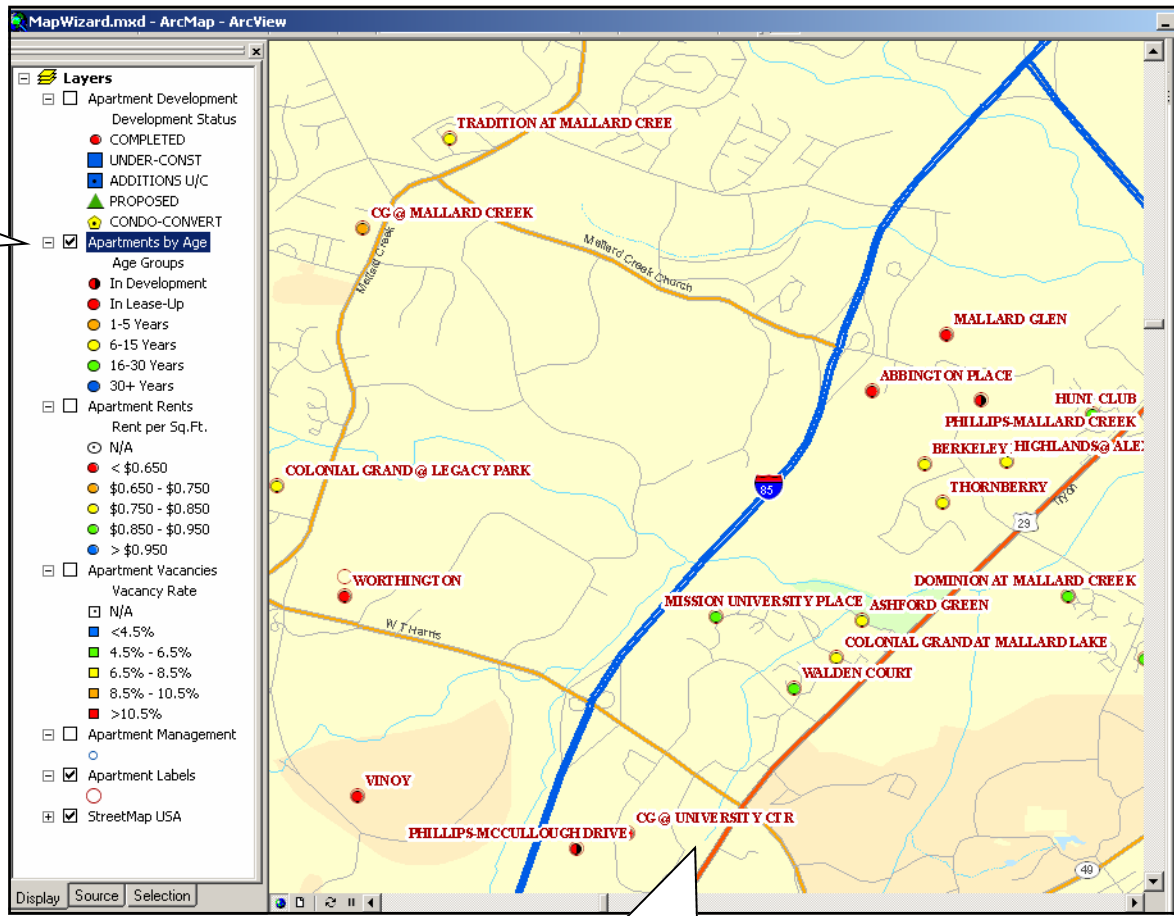 MapWizard.mxd - ArcMap - ArcView
Layers
Apartment Development
Development Status
COMPLETED
UNDER-CONST
ADDITIONS U/C
PROPOSED
CONDO-CONVERT
Apartments by Age
Age Groups
In Development
In Lease-Up
1-5 Years
6-15 Years
16-30 Years
30+ Years
Apartment Rents
Rent per Sq.Ft.
N/A
< $0.650
$0.650 - $0.750
$0.750 - $0.850
$0.850 - $0.950
> $0.950
Apartment Vacancies
Vacancy Rate
N/A
<4.5%
4.5% - 6.5%
6.5% - 8.5%
8.5% - 10.5%
>10.5%
Apartment Management
Apartment Labels
StreetMap USA
Display
Source
Selection
TRADITION AT MALLARD CREE
CG @ MALLARD CREEK
Mallard Creek
Mallard Creek Church
MALLARD GLEN
ABBINGTON PLACE
HUNT CLUB
PHILLIPS-MALLARD CREEK
BERKELEY
HIGHLANDS@ ALE
COLONIAL GRAND @ LEGACY PARK
85
THORNBERRY
Tryon
29
WORTHINGTON
DOMINION AT MALLARD CREEK
MISSION UNIVERSITY PLACE
ASHFORD GREEN
W T Harris
COLONIAL GRAND AT MALLARD LAKE
WALDEN COURT
VINOY
CG @ UNIVERSITY CTR
PHILLIPS-MCCULLOUGH DRIVE
49